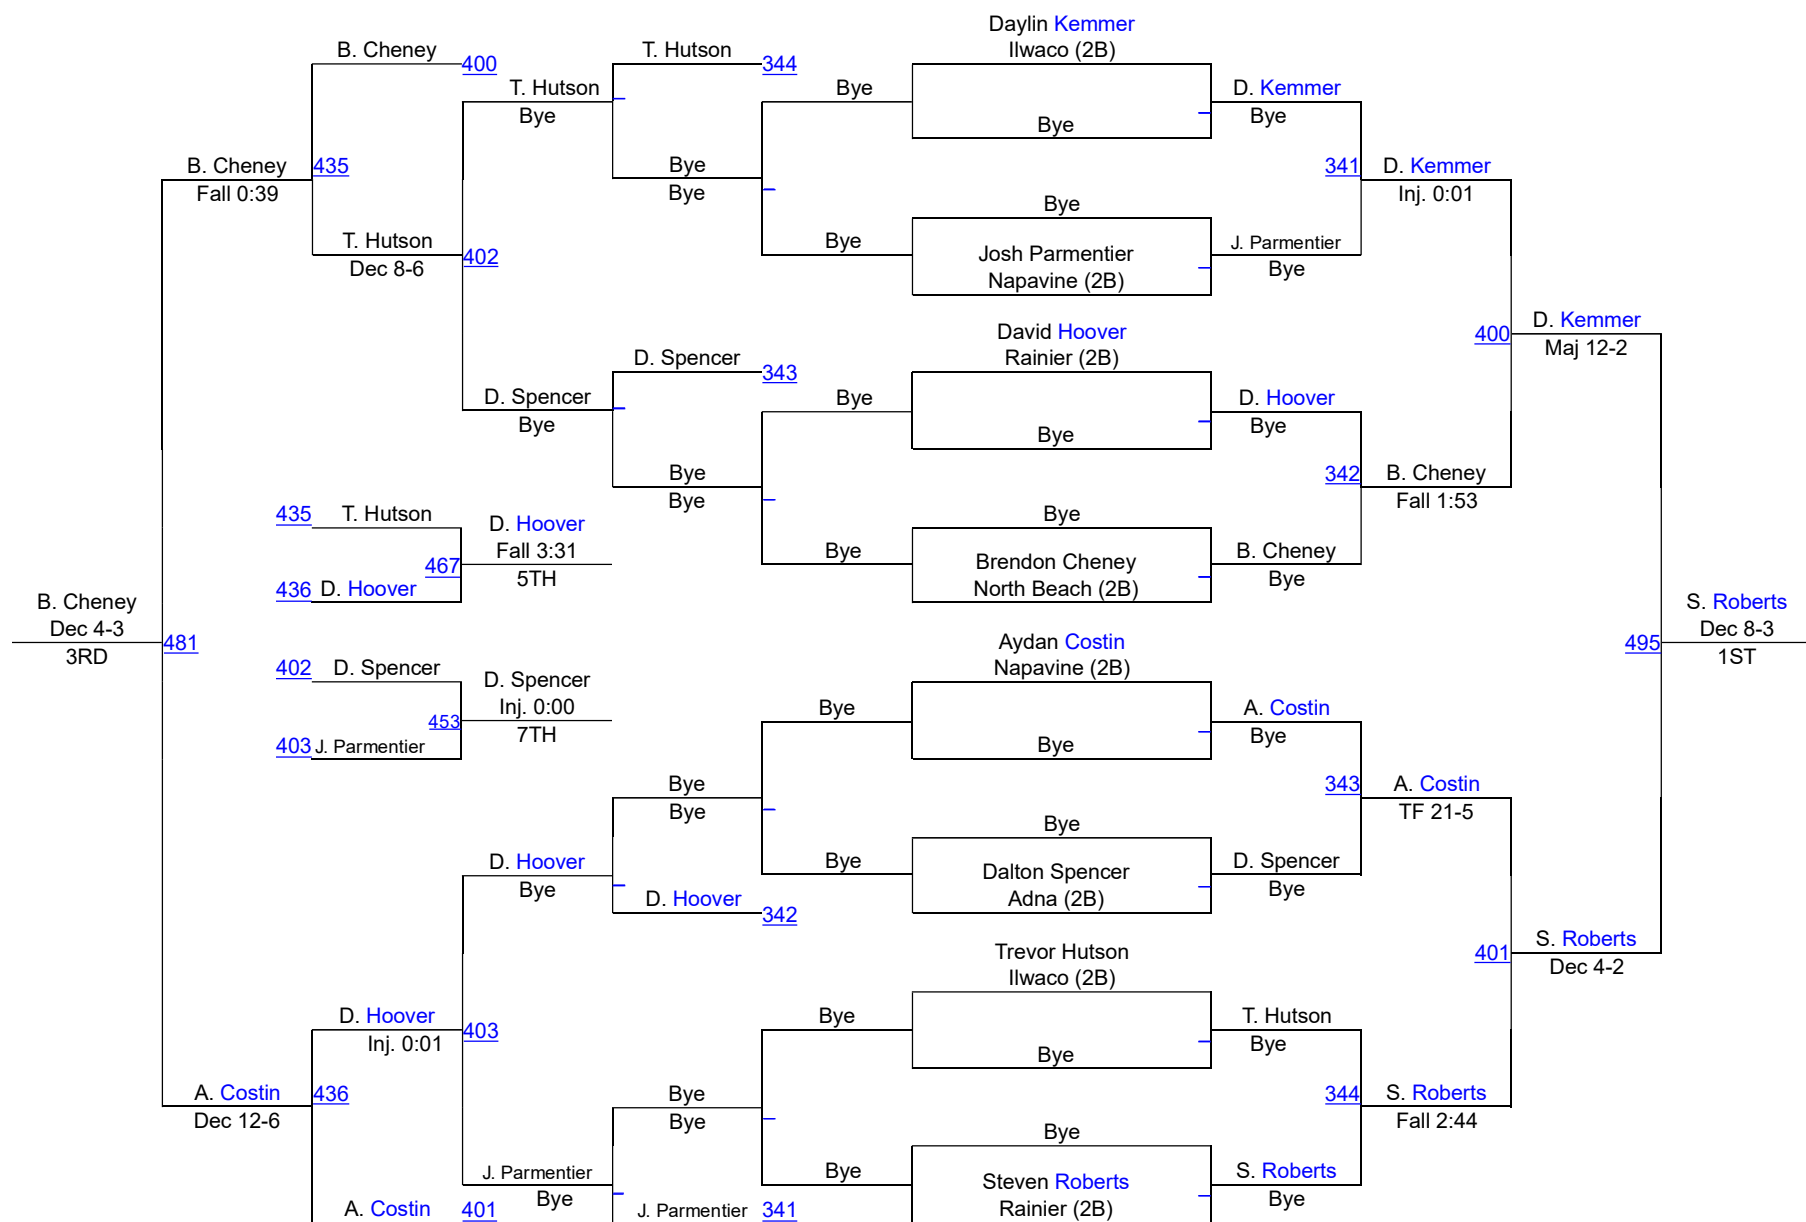 Daylin Kemmer
B. Cheney
400
T. Hutson
344
Ilwaco (2B)
T. Hutson
Bye
Bye
D. Kemmer
Bye
Bye
Bye
B. Cheney
435
Bye
Bye
341
D. Kemmer
Fall 0:39
Inj. 0:01
Bye
T. Hutson
402
Bye
Josh Parmentier
J. Parmentier
Dec 8-6
Napavine (2B)
Bye
David Hoover
400
D. Kemmer
D. Spencer
343
Rainier (2B)
Maj 12-2
D. Spencer
Bye
Bye
D. Hoover
Bye
Bye
Bye
Bye
342
B. Cheney
Fall 1:53
435
T. Hutson
D. Hoover
Bye
467
Fall 3:31
Bye
Brendon Cheney
B. Cheney
5TH
436
D. Hoover
North Beach (2B)
Bye
B. Cheney
S. Roberts
Dec 4-3
Aydan Costin
Dec 8-3
3RD
481
495
1ST
402
D. Spencer
D. Spencer
Napavine (2B)
Inj. 0:00
Bye
A. Costin
453
7TH
403
J. Parmentier
Bye
Bye
Bye
Bye
343
A. Costin
TF 21-5
Bye
D. Hoover
Bye
Dalton Spencer
D. Spencer
Bye
D. Hoover
342
Adna (2B)
Bye
Trevor Hutson
401
S. Roberts
Ilwaco (2B)
Dec 4-2
D. Hoover
403
Bye
T. Hutson
Inj. 0:01
Bye
Bye
A. Costin
436
Bye
Bye
344
S. Roberts
Dec 12-6
Fall 2:44
Bye
J. Parmentier
Bye
Bye
Steven Roberts
S. Roberts
A. Costin
401
J. Parmentier
341
Rainier (2B)
Bye